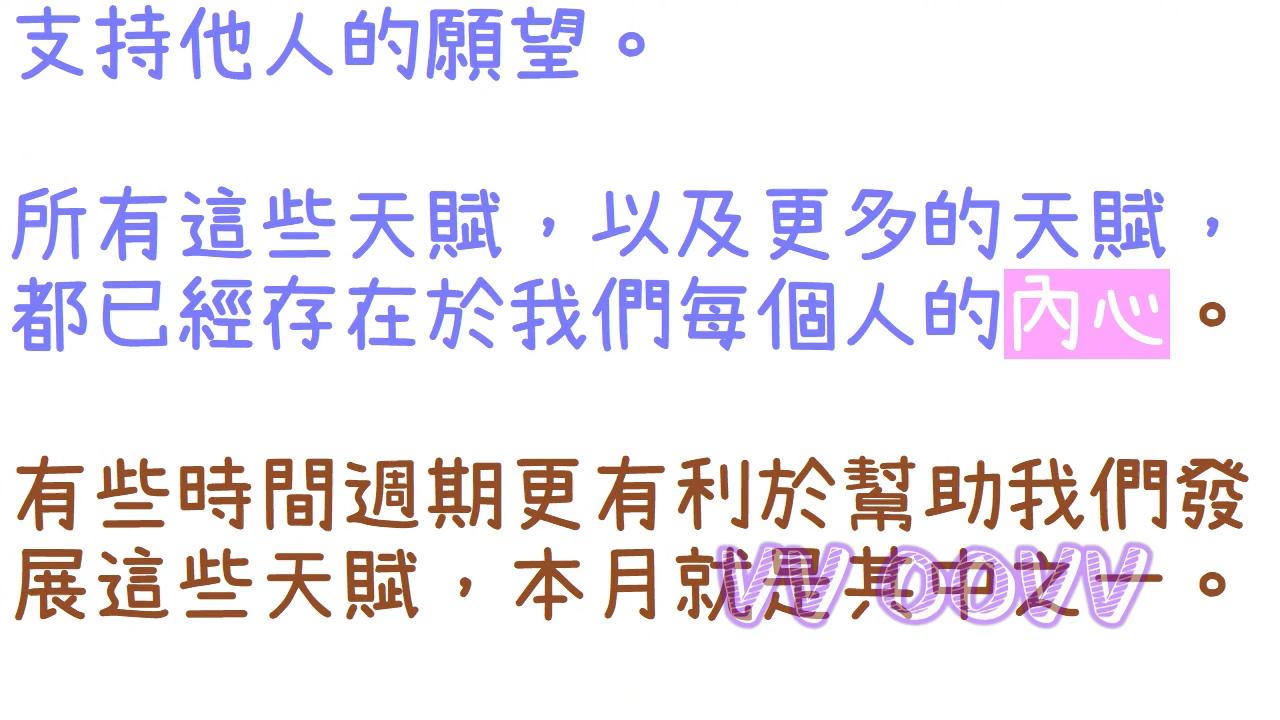 支持他人的願望。
所有這些天賦，以及更多的天賦，
都已經存在於我們每個人的內心。
有些時間週期更有利於幫助我們發
展這些天賦，本月就是其中之一。
VV OOVV